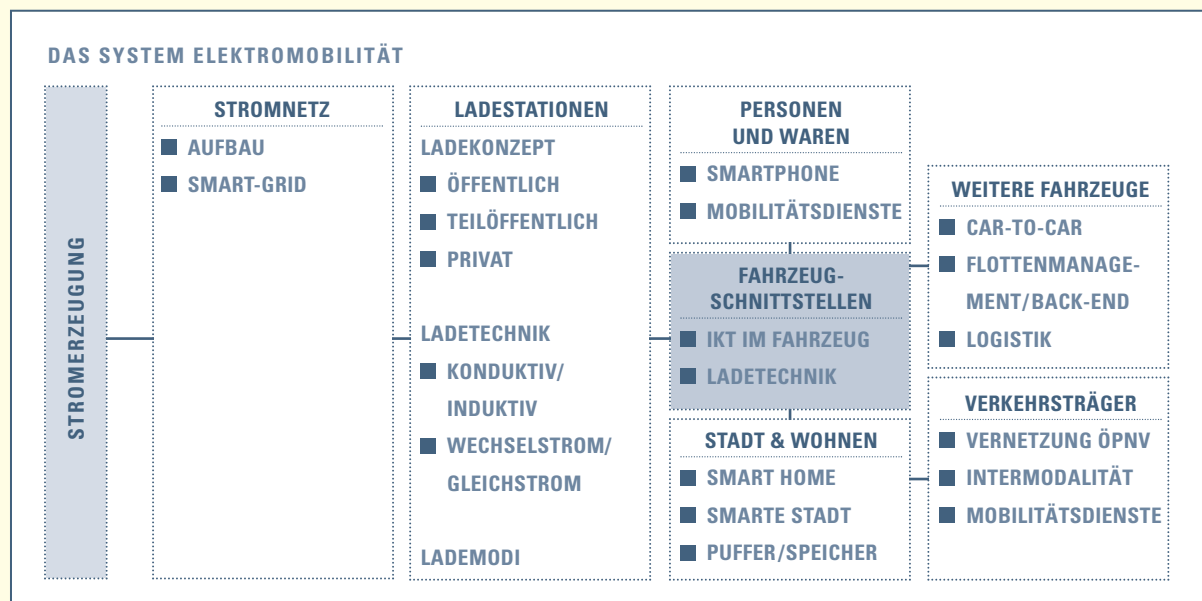 DAS SYSTEM ELEKTROMOBILITÄT
STROMERZEUGUNG
STROMNETZ
AUFBAU
SMART-GRID
LADESTATIONEN
LADEKONZEPT
ÖFFENTLICH
TEILÖFFENTLICH
PRIVAT
LADETECHNIK
KONDUKTIV/
INDUKTIV
WECHSELSTROM/
GLEICHSTROM
LADEMODI
PERSONEN
UND WAREN
SMARTPHONE
MOBILITÄTSDIENSTE
FAHRZEUG-
SCHNITTSTELLEN
IKT IM FAHRZEUG
LADETECHNIK
STADT & WOHNEN
SMART HOME
SMARTE STADT
PUFFER/SPEICHER
WEITERE FAHRZEUGE
CAR-TO-CAR
FLOTTENMANAGE-
MENT/BACK-END
LOGISTIK
VERKEHRSTRÄGER
VERNETZUNG ÖPNV
INTERMODALITÄT
MOBILITÄTSDIENSTE